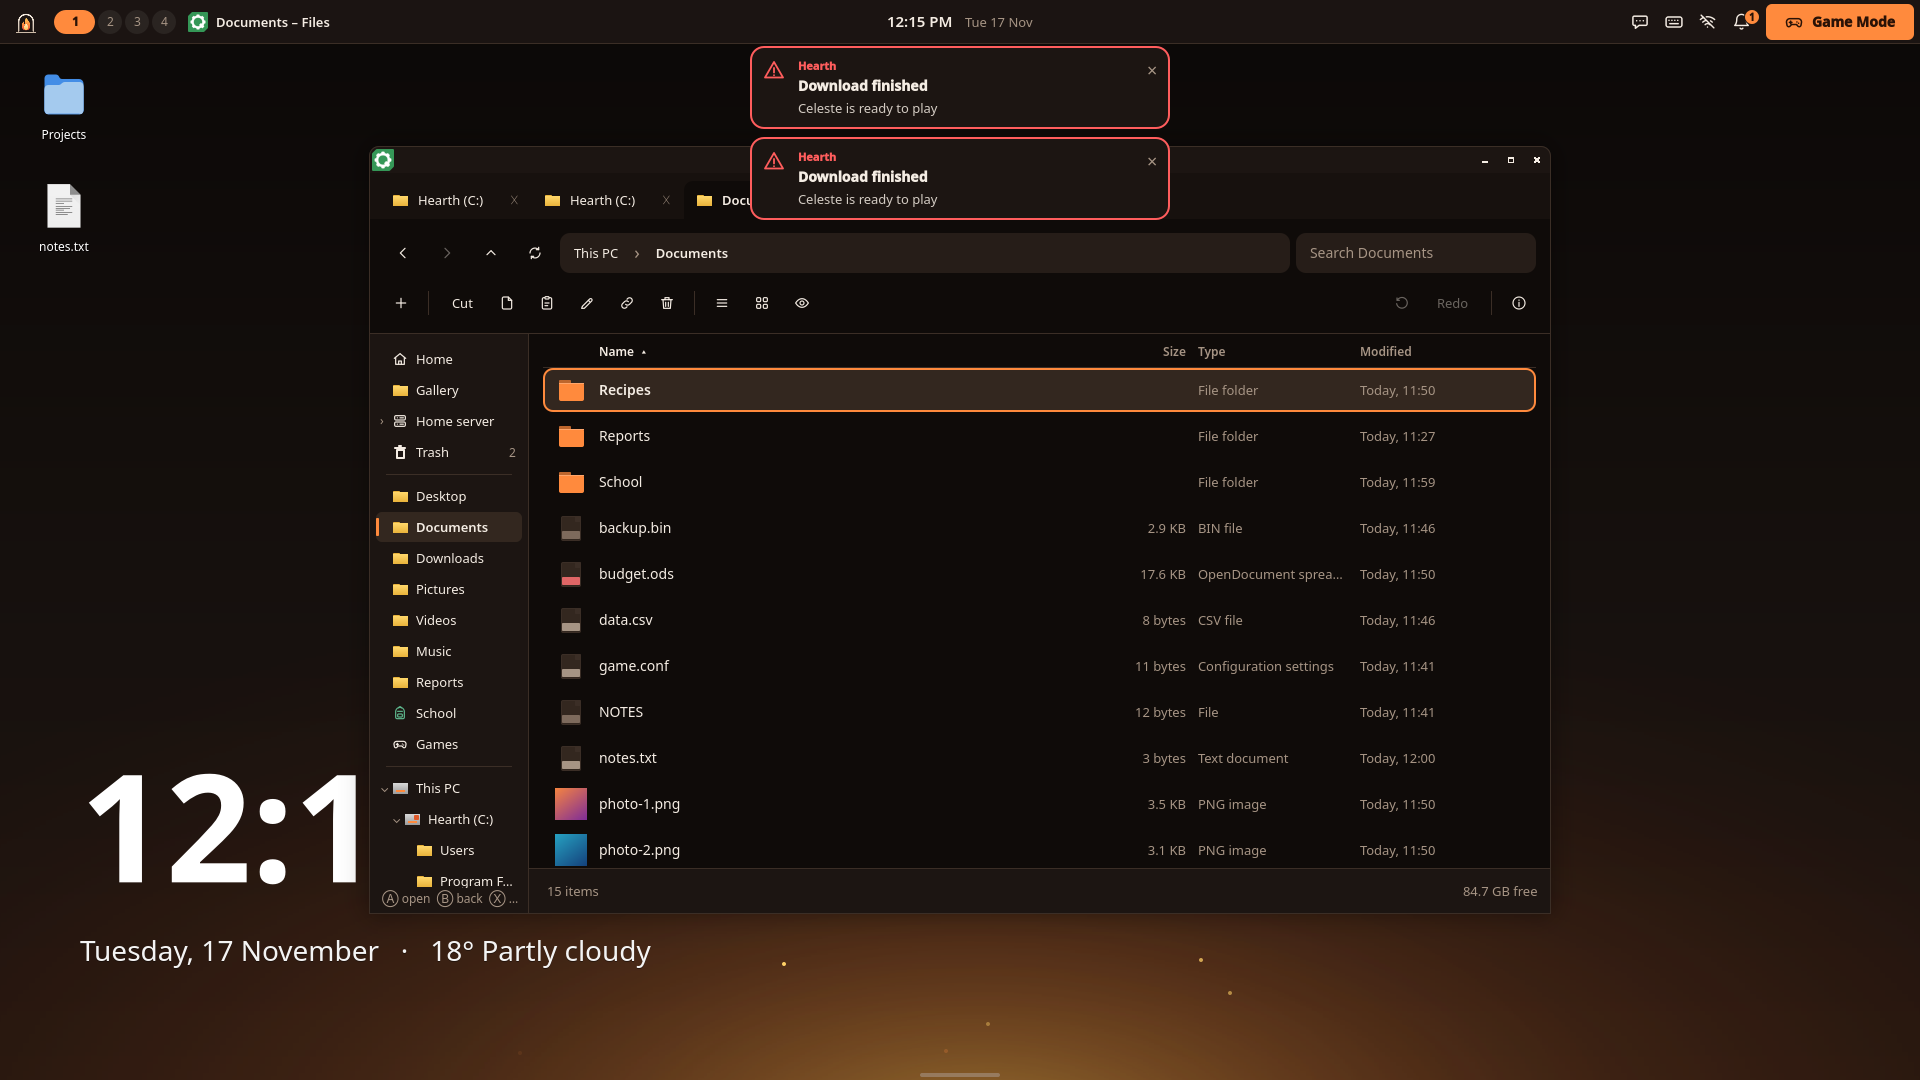 1 2 3 4 Documents – Files
12:15 PM Tue 17 Nov
1 Game Mode
Projects
notes.txt
Hearth
Download finished
Celeste is ready to play
Hearth
Download finished
Celeste is ready to play
Hearth (C:) X Hearth (C:) X Docu
This PC › Documents
Search Documents
Cut
Redo
Home
Gallery
Home server
Trash 2
Desktop
Documents
Downloads
Pictures
Videos
Music
Reports
School
Games
This PC
Hearth (C:)
Users
Program F...
A open B back X ...
Name Size Type Modified
Recipes File folder Today, 11:50
Reports File folder Today, 11:27
School File folder Today, 11:59
backup.bin 2.9 KB BIN file Today, 11:46
budget.ods 17.6 KB OpenDocument sprea... Today, 11:50
data.csv 8 bytes CSV file Today, 11:46
game.conf 11 bytes Configuration settings Today, 11:41
NOTES 12 bytes File Today, 11:41
notes.txt 3 bytes Text document Today, 12:00
photo-1.png 3.5 KB PNG image Today, 11:50
photo-2.png 3.1 KB PNG image Today, 11:50
15 items 84.7 GB free
12:1
Tuesday, 17 November · 18° Partly cloudy